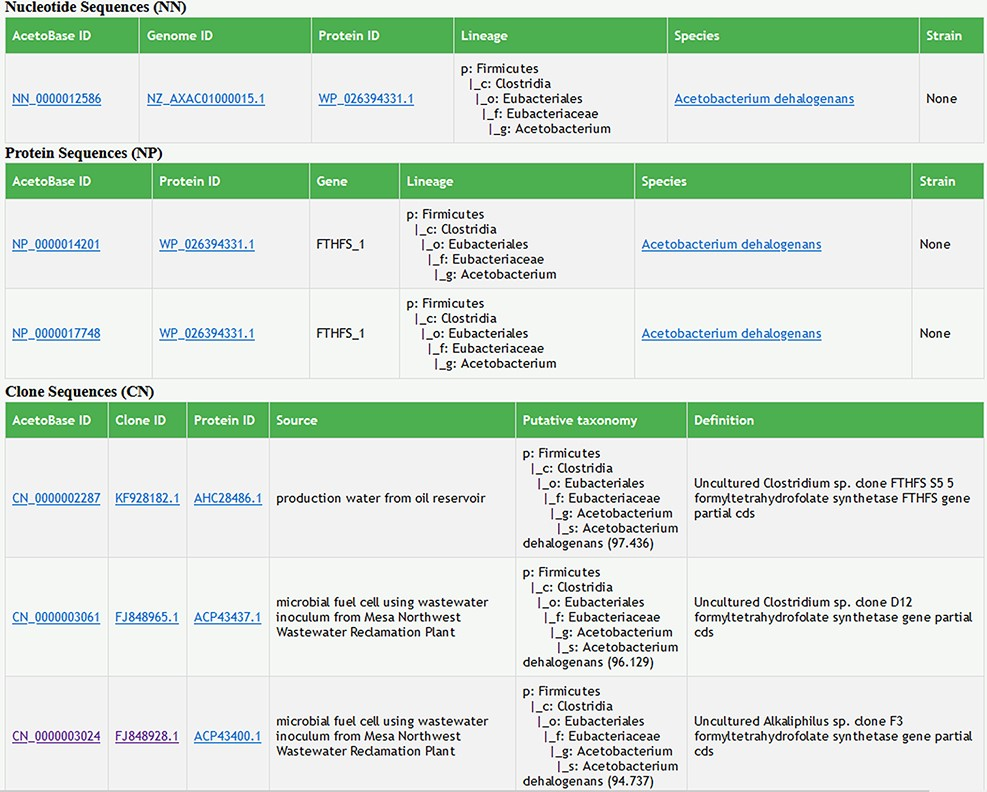 Nucleotide Sequences (NN)
AcetoBase ID Genome ID Protein ID Lineage Species Strain
p: Firmicutes
|_c: Clostridia
NN_0000012586 NZ_AXAC01000015.1 WP_026394331.1 |_o: Eubacteriales Acetobacterium dehalogenans None
|_f: Eubacteriaceae
|_g: Acetobacterium
Protein Sequences (NP)
AcetoBase ID Protein ID Gene Lineage Species Strain
p: Firmicutes
|_c: Clostridia
NP_0000014201 WP_026394331.1 FTHFS_1 |_o: Eubacteriales Acetobacterium dehalogenans None
|_f: Eubacteriaceae
|_g: Acetobacterium
p: Firmicutes
|_c: Clostridia
NP_0000017748 WP_026394331.1 FTHFS_1 |_o: Eubacteriales Acetobacterium dehalogenans None
|_f: Eubacteriaceae
|_g: Acetobacterium
Clone Sequences (CN)
AcetoBase ID Clone ID Protein ID Source Putative taxonomy Definition
p: Firmicutes
|_c: Clostridia
|_o: Eubacteriales Uncultured Clostridium sp. clone FTHFS S5 5
CN_0000002287 KF928182.1 AHC28486.1 production water from oil reservoir |_f: Eubacteriaceae formyltetrahydrofolate synthetase FTHFS gene
|_g: Acetobacterium partial cds
|_s: Acetobacterium
dehalogenans (97.436)
p: Firmicutes
|_c: Clostridia
microbial fuel cell using wastewater |_o: Eubacteriales Uncultured Clostridium sp. clone D12
CN_0000003061 FJ848965.1 ACP43437.1 inoculum from Mesa Northwest |_f: Eubacteriaceae formyltetrahydrofolate synthetase gene partial
Wastewater Reclamation Plant |_g: Acetobacterium cds
|_s: Acetobacterium
dehalogenans (96.129)
p: Firmicutes
|_c: Clostridia
microbial fuel cell using wastewater |_o: Eubacteriales Uncultured Alkaliphilus sp. clone F3
CN_0000003024 FJ848928.1 ACP43400.1 inoculum from Mesa Northwest |_f: Eubacteriaceae formyltetrahydrofolate synthetase gene partial
Wastewater Reclamation Plant |_g: Acetobacterium cds
|_s: Acetobacterium
dehalogenans (94.737)